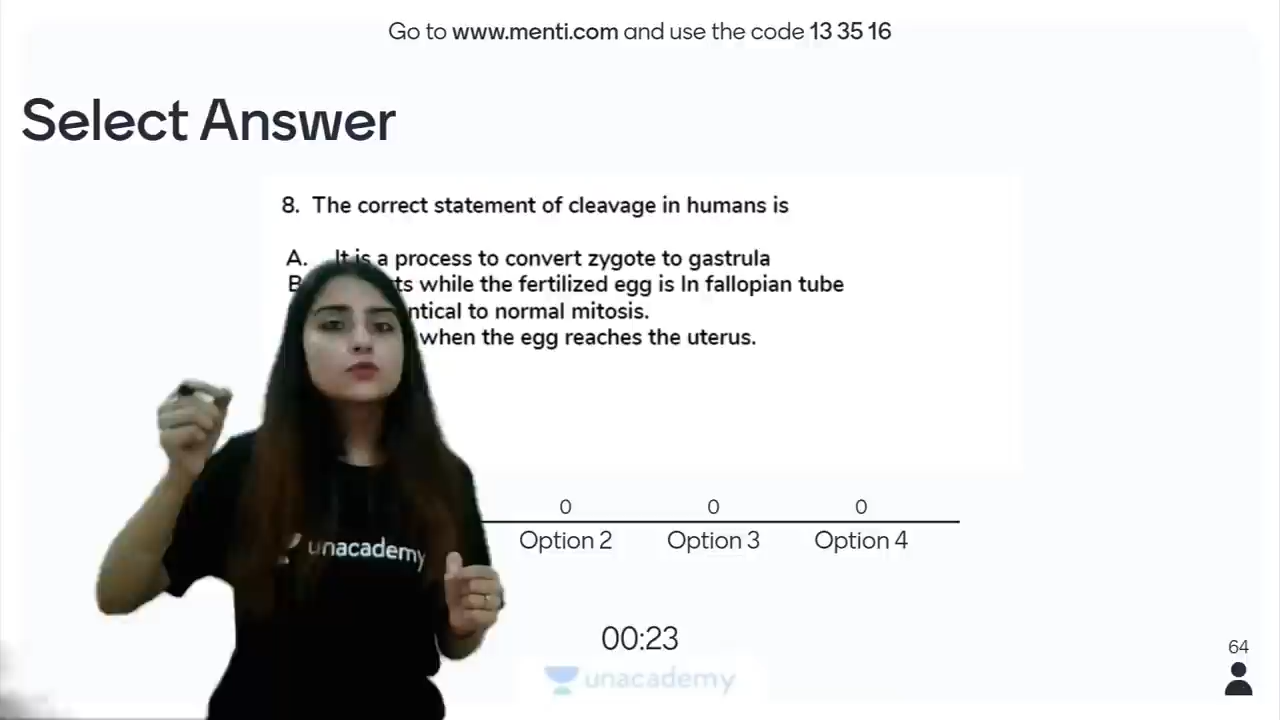 Go to www.menti.com and use the code 13 35 16
Select Answer
8. The correct statement of cleavage in humans is
A. It is a process to convert zygote to gastrula
B while the fertilized egg is In fallopian tube
to normal mitosis.
when the egg reaches the uterus.
0 0 0
Option 2 Option 3 Option 4
unacademy
00:23
64
unacademy